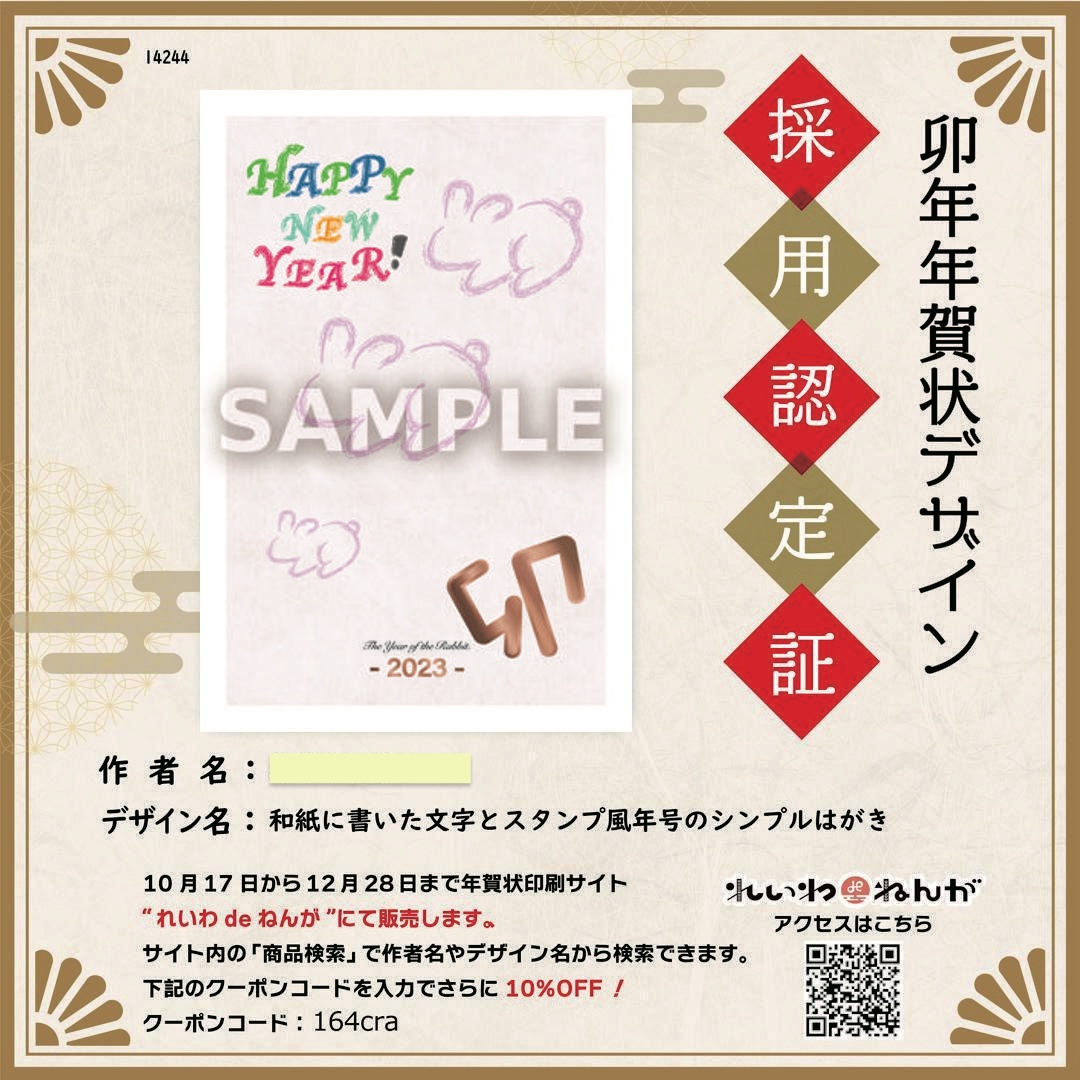 14244
卯年年賀状デザイン
採用認定証
HAPPY
NEW
YEAR!
SAMPLE
卯
The Year of the Rabbit.
- 2023 -
作者名：
デザイン名：和紙に書いた文字とスタンプ風年号のシンプルはがき
10月17日から12月28日まで年賀状印刷サイト
“れいわ de ねんが”にて販売します。
サイト内の「商品検索」で作者名やデザイン名から検索できます。
下記のクーポンコードを入力でさらに 10%OFF！
クーポンコード：164cra
れいわ de ねんが
アクセスはこちら